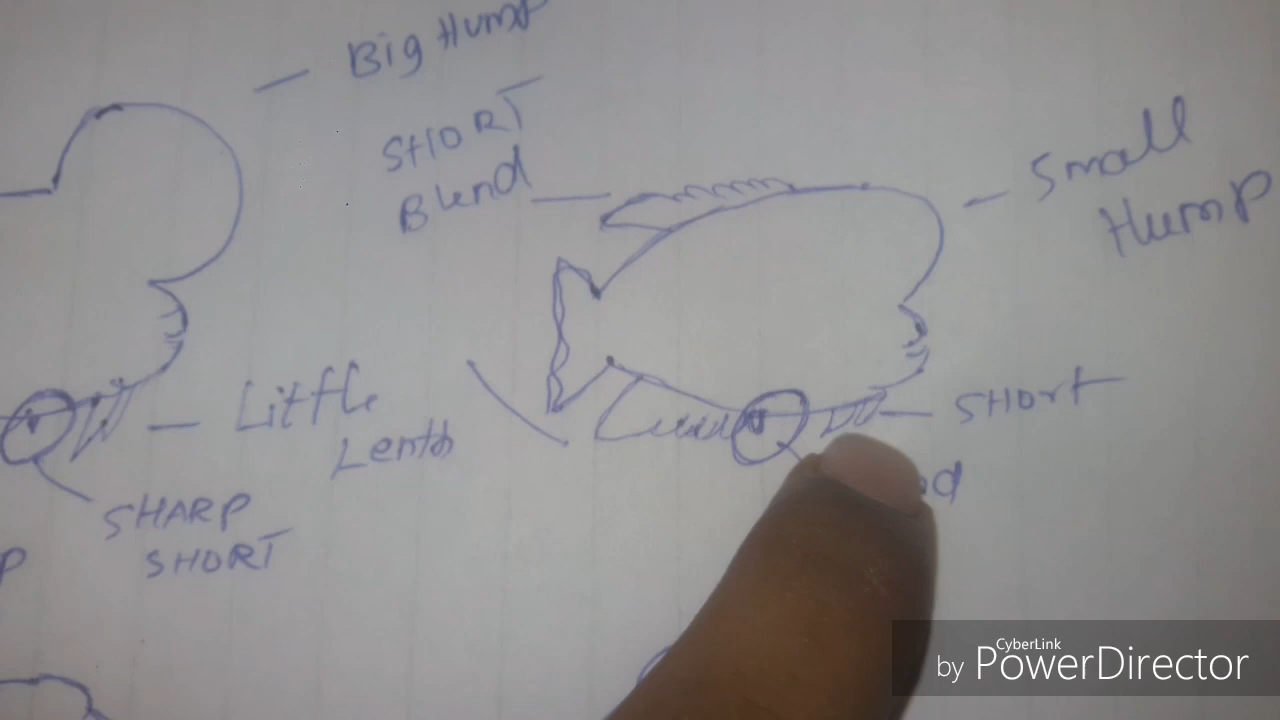 Big Hump
SHORT
Blend
Small
Hump
Little
Lenth
SHORT
SHARP
SHORT
P
CyberLink
by PowerDirector